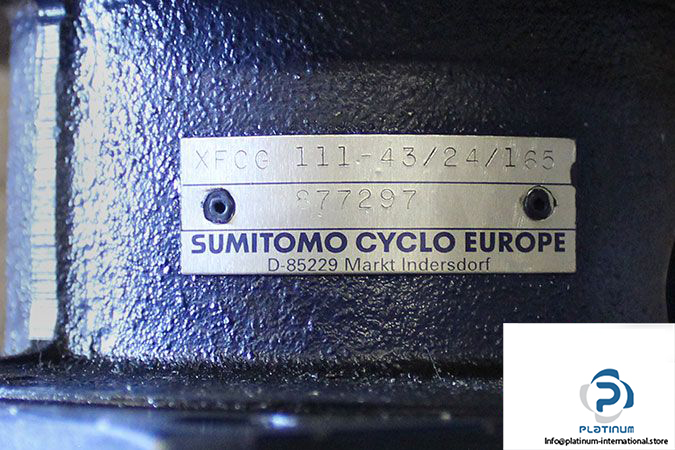 XFCG 111-43/24/165
877297
SUMITOMO CYCLO EUROPE
D-85229 Markt Indersdorf
PLATINUM
Info@platinum-international.store